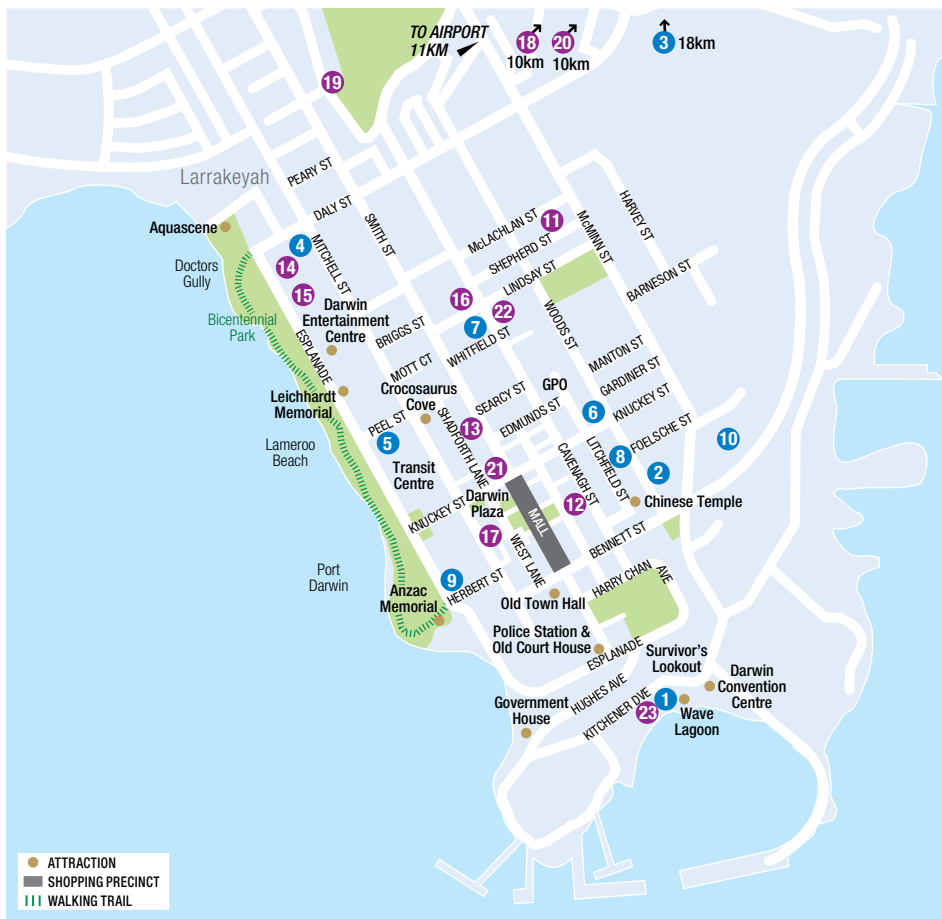 TO AIRPORT
11KM
18
10km
20
10km
3
18km
19
Larrakeyah
PEARY ST
DALY ST
SMITH ST
MITCHELL ST
Aquascene
Doctors
Gully
4
14
15
Bicentennial
Park
McLACHLAN ST
11
SHEPHERD ST
LINDSAY ST
McMINN ST
HARVEY ST
BARNESON ST
16
22
7
WHITFIELD ST
WOODS ST
Darwin
Entertainment
Centre
ESPLANADE
BRIGGS ST
MOTT CT
MANTON ST
GARDINER ST
KNUCKEY ST
GPO
SEARCY ST
EDMUNDS ST
Leichhardt
Memorial
Crocosaurus
Cove
PEEL ST
5
SHADFORTH LANE
13
6
LITCHFIELD ST
FOELSCHE ST
8
10
2
Lameroo
Beach
Transit
Centre
21
CAVENAGH ST
Darwin
Plaza
MALL
12
Chinese Temple
KNUCKEY ST
17
WEST LANE
BENNETT ST
Port
Darwin
9
HERBERT ST
Anzac
Memorial
Old Town Hall
HARRY CHAN
AVE
Police Station &
Old Court House
ESPLANADE
Survivor's
Lookout
Darwin
Convention
Centre
HUGHES AVE
Government
House
KITCHENER DVE
1
23
Wave
Lagoon
ATTRACTION
SHOPPING PRECINCT
WALKING TRAIL